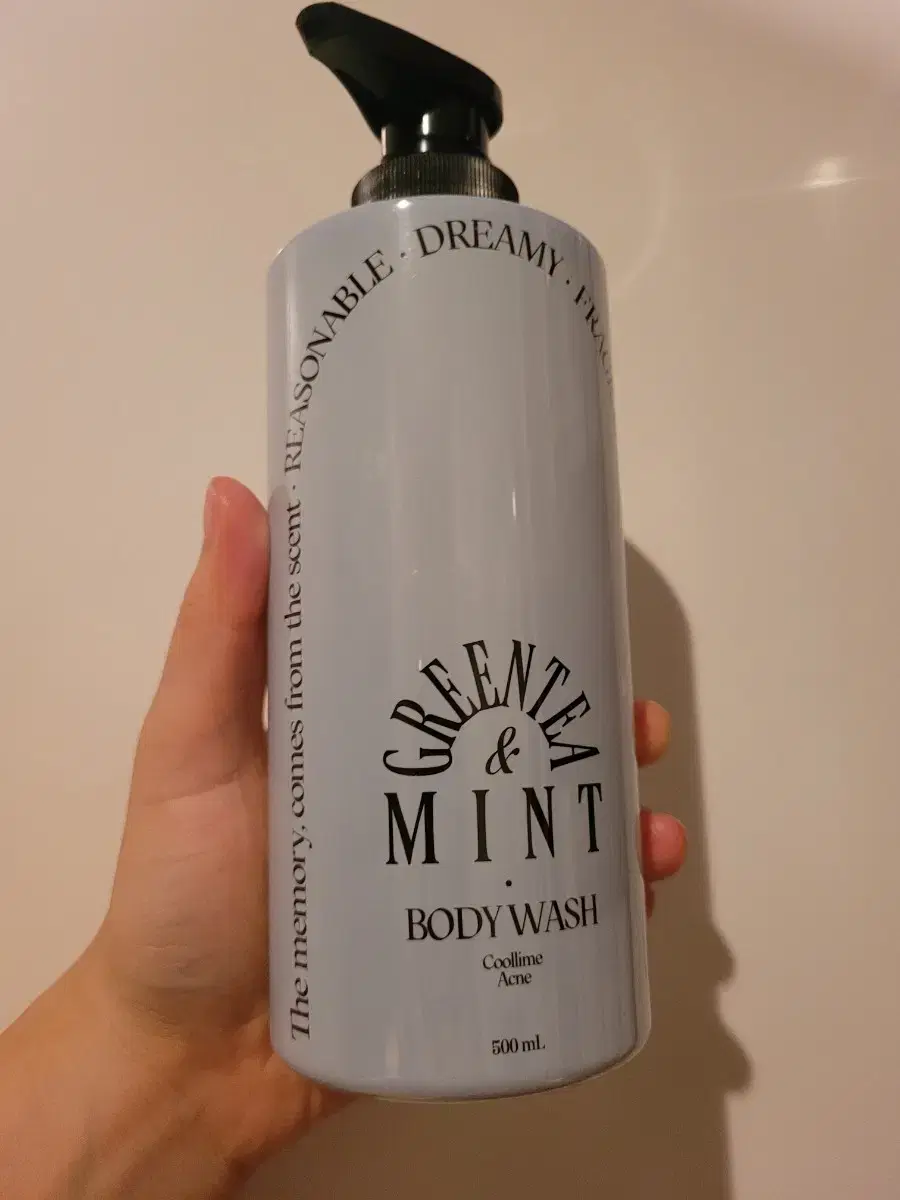 The memory, comes from the scent · REASONABLE · DREAMY ·
GREENTEA
&
MINT
·
BODY WASH
Coollime
Acne
500 mL